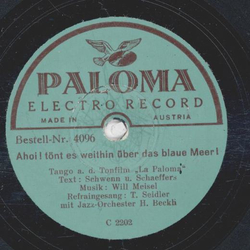 PALOMA
ELECTRO RECORD
MADE IN AUSTRIA
Bestell-Nr. 4096
Ahoi! tönt es weithin über das blaue Meer!
Tango a. d. Tonfilm „La Paloma"
Text: Schwenn u. Schaeffers
Musik: Will Meisel
Refraingesang: T. Seidler
mit Jazz-Orchester H. Beckli
C 2202